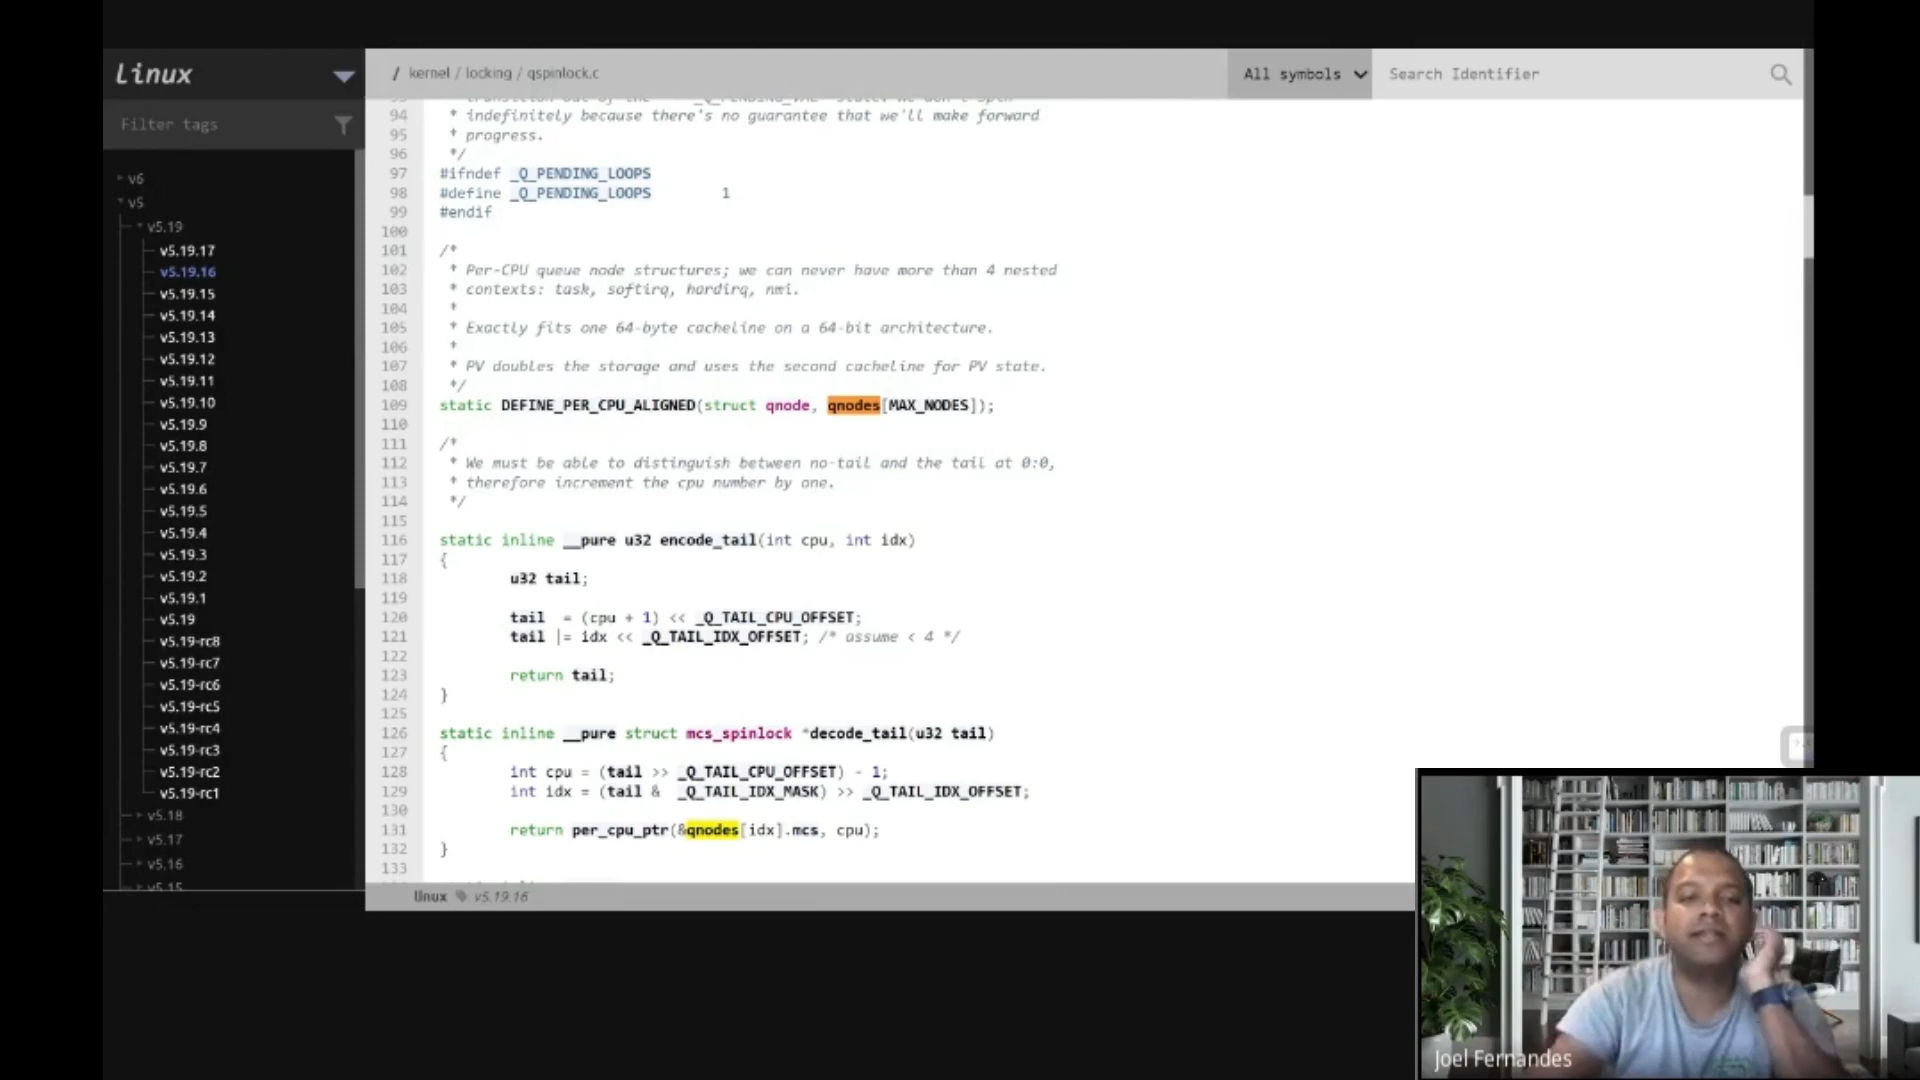 Linux
/ kernel / locking / qspinlock.c
All symbols
Search Identifier
Filter tags
v6
v5
v5.19
v5.19.17
v5.19.16
v5.19.15
v5.19.14
v5.19.13
v5.19.12
v5.19.11
v5.19.10
v5.19.9
v5.19.8
v5.19.7
v5.19.6
v5.19.5
v5.19.4
v5.19.3
v5.19.2
v5.19.1
v5.19
v5.19-rc8
v5.19-rc7
v5.19-rc6
v5.19-rc5
v5.19-rc4
v5.19-rc3
v5.19-rc2
v5.19-rc1
v5.18
v5.17
v5.16
v5.15
94 * indefinitely because there's no guarantee that we'll make forward
95 * progress.
96 */
97 #ifndef _Q_PENDING_LOOPS
98 #define _Q_PENDING_LOOPS 1
99 #endif
100
101 /*
102 * Per-CPU queue node structures; we can never have more than 4 nested
103 * contexts: task, softirq, hardirq, nmi.
104 *
105 * Exactly fits one 64-byte cacheline on a 64-bit architecture.
106 *
107 * PV doubles the storage and uses the second cacheline for PV state.
108 */
109 static DEFINE_PER_CPU_ALIGNED(struct qnode, qnodes[MAX_NODES]);
110
111 /*
112 * We must be able to distinguish between no-tail and the tail at 0:0,
113 * therefore increment the cpu number by one.
114 */
115
116 static inline __pure u32 encode_tail(int cpu, int idx)
117 {
118 u32 tail;
119
120 tail = (cpu + 1) << _Q_TAIL_CPU_OFFSET;
121 tail |= idx << _Q_TAIL_IDX_OFFSET; /* assume < 4 */
122
123 return tail;
124 }
125
126 static inline __pure struct mcs_spinlock *decode_tail(u32 tail)
127 {
128 int cpu = (tail >> _Q_TAIL_CPU_OFFSET) - 1;
129 int idx = (tail & _Q_TAIL_IDX_MASK) >> _Q_TAIL_IDX_OFFSET;
130
131 return per_cpu_ptr(&qnodes[idx].mcs, cpu);
132 }
133
linux v5.19.16
Joel Fernandes